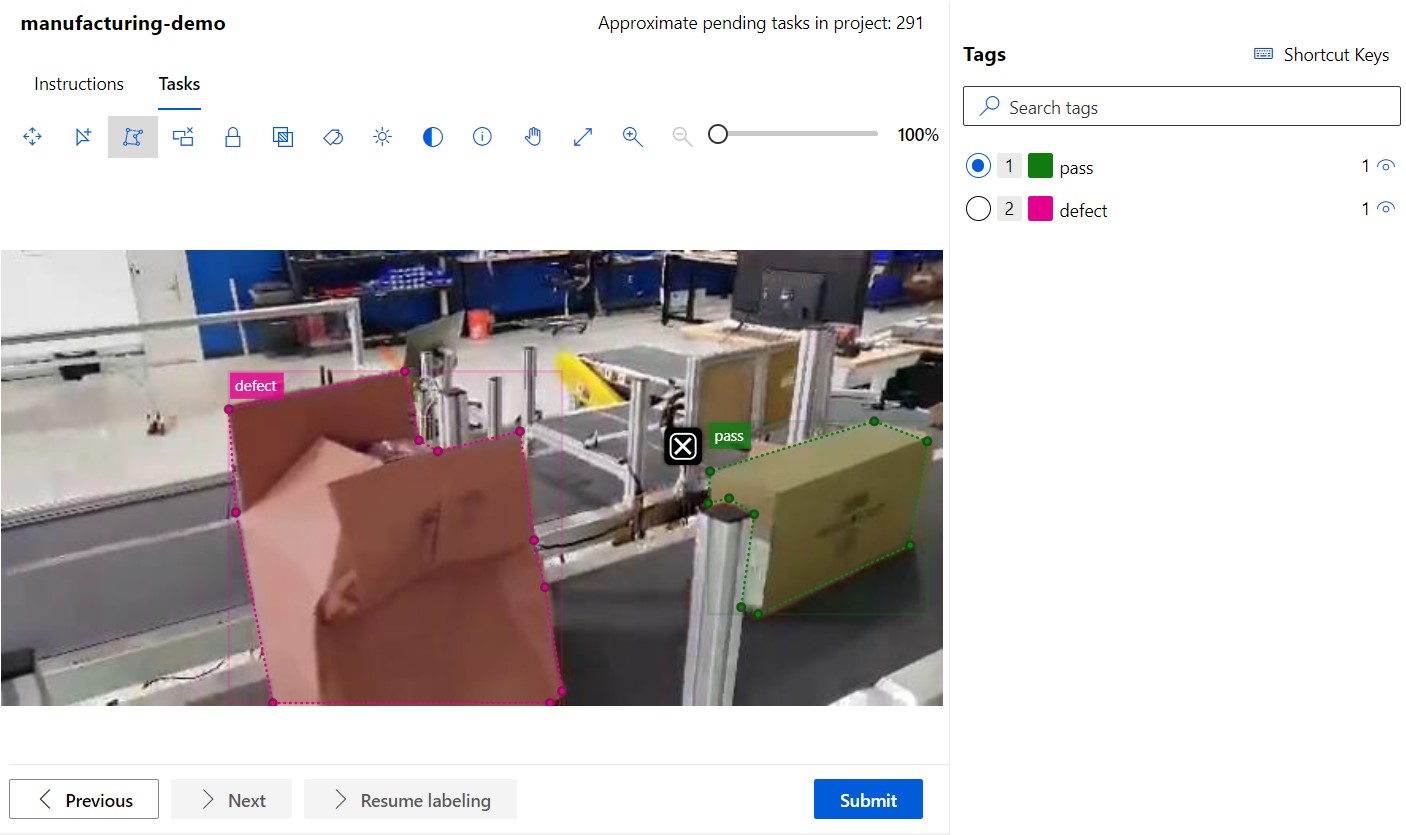 manufacturing-demo
Approximate pending tasks in project: 291
Instructions
Tasks
100%
Tags
Shortcut Keys
Search tags
1 pass 1
2 defect 1
defect
pass
Previous
Next
Resume labeling
Submit